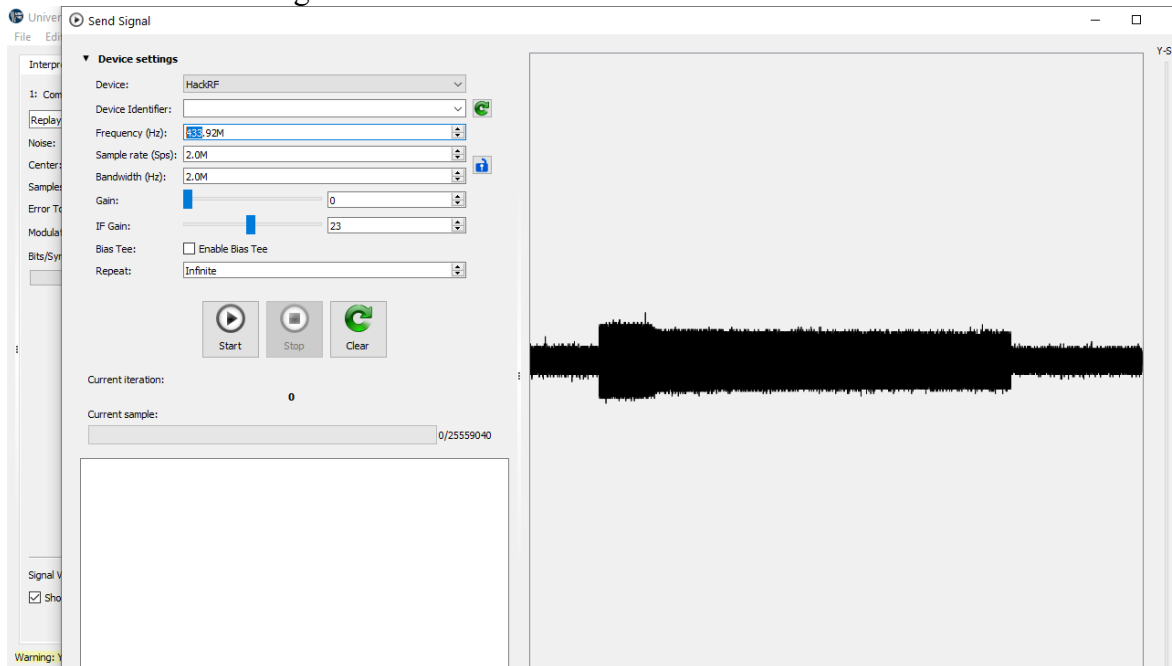 Univer
Send Signal
File Edi
Y-S
Interpr
Device settings
Device: HackRF
1: Com
Device Identifier:
Replay
Frequency (Hz): 433.92M
Noise:
Sample rate (Sps): 2.0M
Center:
Bandwidth (Hz): 2.0M
Samples
Gain: 0
Error To
IF Gain: 23
Modulat
Bias Tee: Enable Bias Tee
Bits/Syn
Repeat: Infinite
Start Stop Clear
Current iteration:
0
Current sample:
0/25559040
Signal V
Sho
Warning: Y